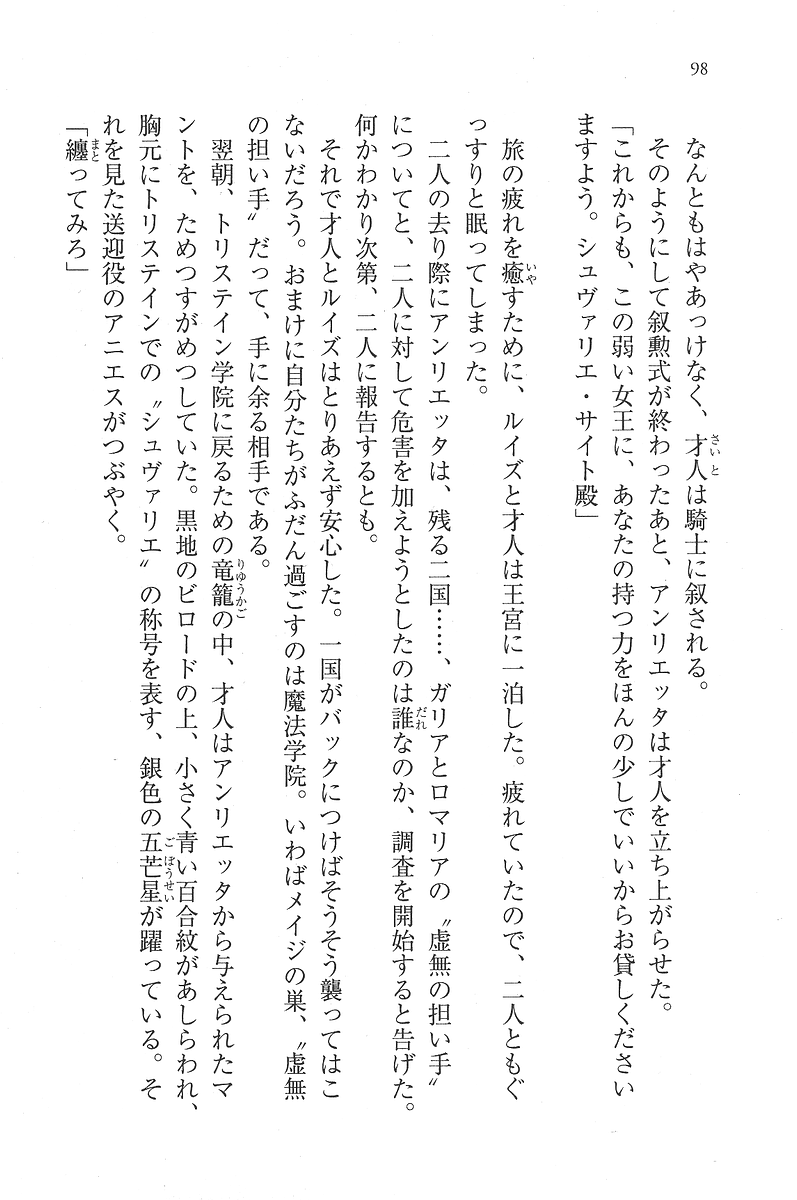 98
なんともはやあっけなく、才人は騎士に叙される。
そのようにして叙勲式が終わったあと、アンリエッタは才人を立ち上がらせた。
「これからも、この弱い女王に、あなたの持つ力をほんの少しでいいからお貸しください
ますよう。シュヴァリエ・サイト殿」
旅の疲れを癒すために、ルイズと才人は王宮に一泊した。疲れていたので、二人ともぐ
っすりと眠ってしまった。
二人の去り際にアンリエッタは、残る二国……、ガリアとロマリアの〝虚無の担い手〟
についてと、二人に対して危害を加えようとしたのは誰なのか、調査を開始すると告げた。
何かわかり次第、二人に報告するとも。
それで才人とルイズはとりあえず安心した。一国がバックにつけばそうそう襲ってはこ
ないだろう。おまけに自分たちがふだん過ごすのは魔法学院。いわばメイジの巣、〝虚無
の担い手〟だって、手に余る相手である。
翌朝、トリステイン学院に戻るための竜籠の中、才人はアンリエッタから与えられたマ
ントを、ためつすがめつしていた。黒地のビロードの上、小さく青い百合紋があしらわれ、
胸元にトリステインでの〝シュヴァリエ〟の称号を表す、銀色の五芒星が躍っている。そ
れを見た送迎役のアニエスがつぶやく。
「纏ってみろ」